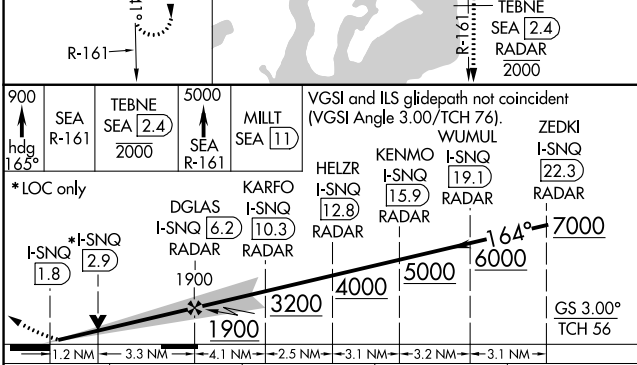 R-161
R-161
TEBNE
SEA 2.4
RADAR
2000
900
hdg
165°
SEA
R-161
TEBNE
SEA 2.4
2000
5000
SEA
R-161
MILLT
SEA 11
VGSI and ILS glidepath not coincident
(VGSI Angle 3.00/TCH 76).
*LOC only
I-SNQ
1.8
*I-SNQ
2.9
DGLAS
I-SNQ 6.2
RADAR
1900
KARFO
I-SNQ
10.3
RADAR
HELZR
I-SNQ
12.8
RADAR
KENMO
I-SNQ
15.9
RADAR
WUMUL
I-SNQ
19.1
RADAR
ZEDKI
I-SNQ
22.3
RADAR
164°
7000
6000
5000
4000
3200
1900
GS 3.00°
TCH 56
1.2 NM
3.3 NM
4.1 NM
2.5 NM
3.1 NM
3.2 NM
3.1 NM